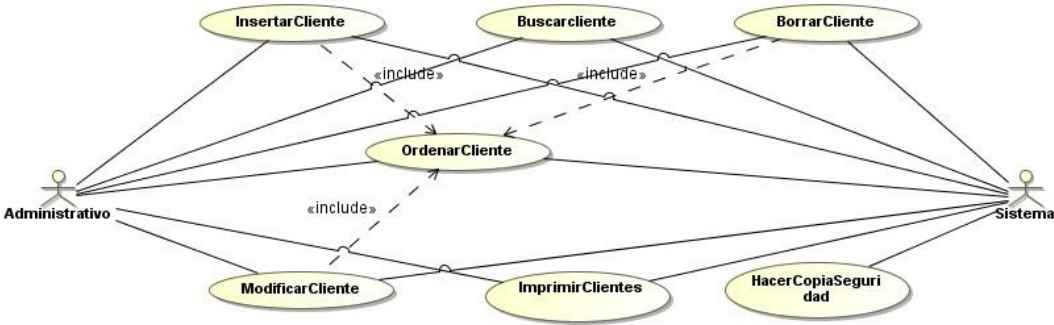 InsertarCliente
Buscarcliente
BorrarCliente
«include»
«include»
OrdenarCliente
Administrativo
Sistema
«include»
ModificarCliente
ImprimirClientes
HacerCopiaSeguri
dad